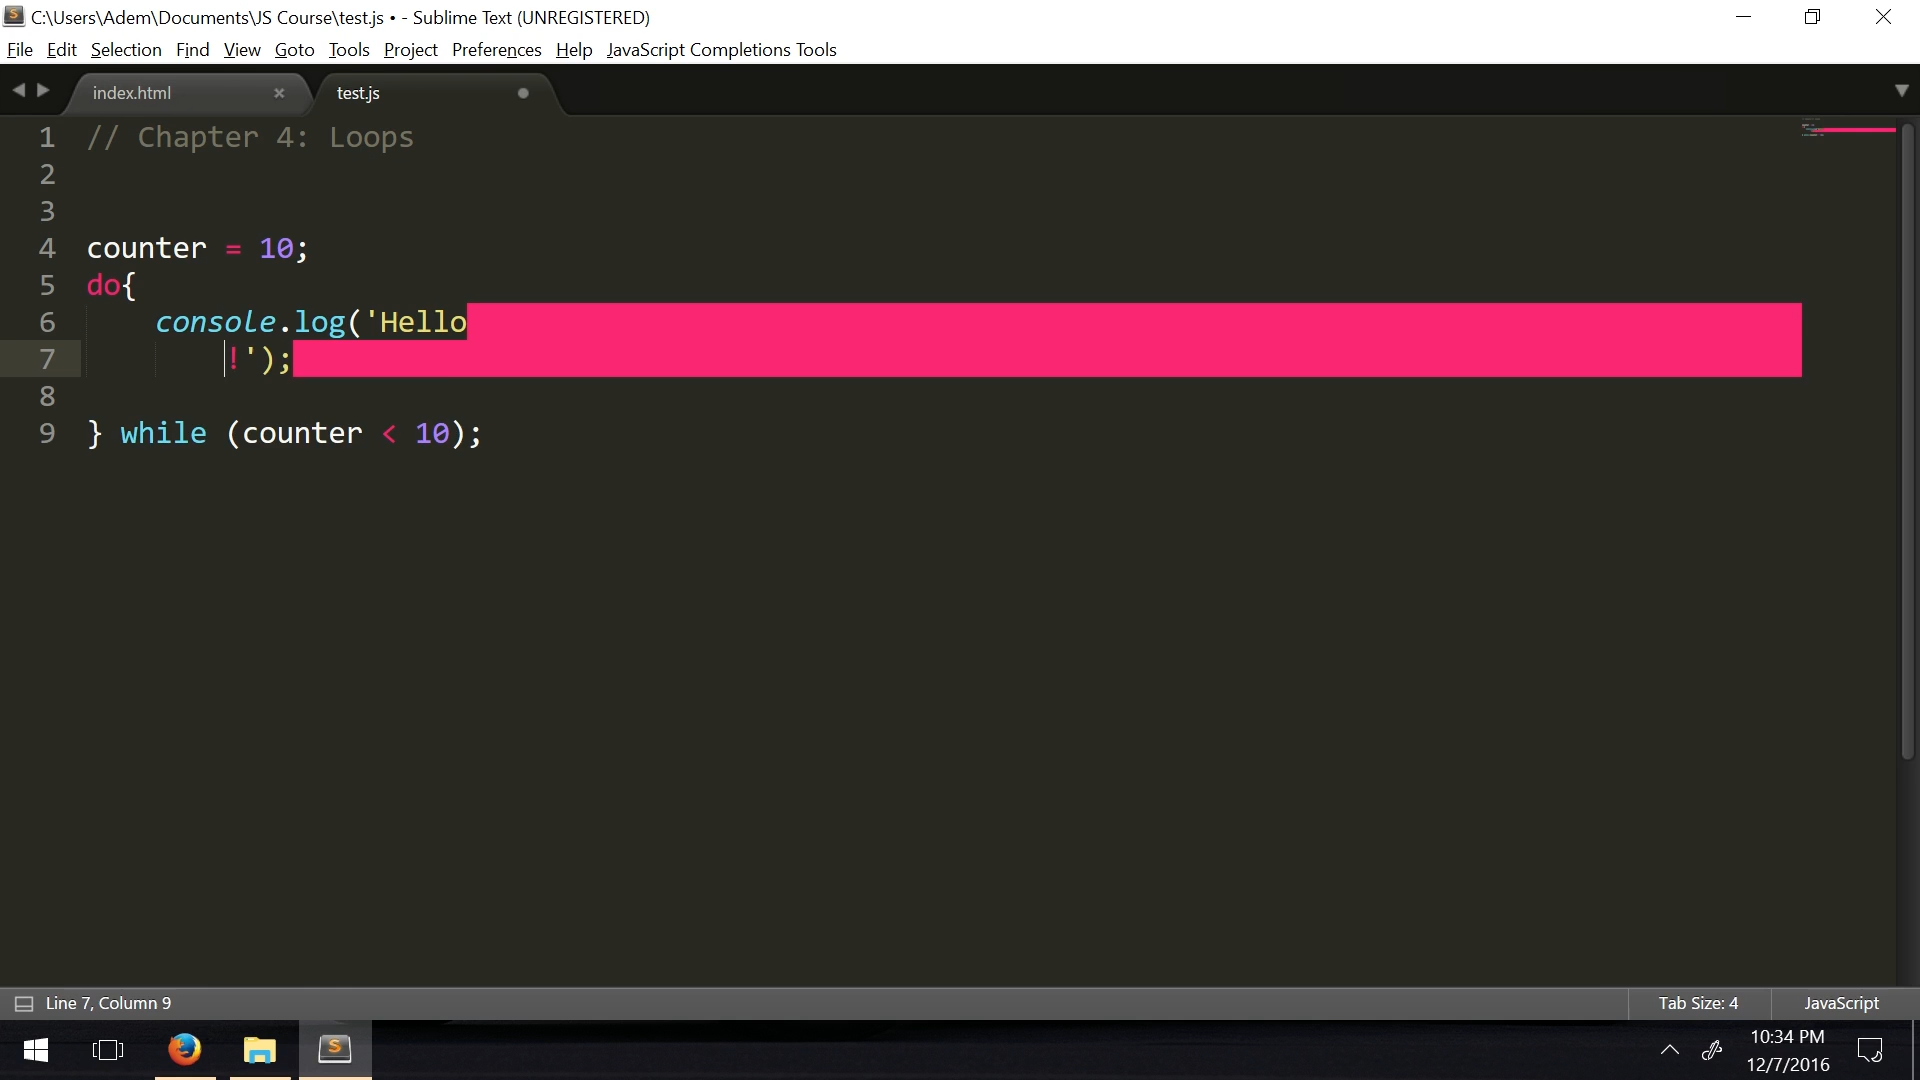 C:\Users\Adem\Documents\JS Course\test.js • - Sublime Text (UNREGISTERED)
File Edit Selection Find View Goto Tools Project Preferences Help JavaScript Completions Tools
index.html × test.js
1 // Chapter 4: Loops
2
3
4 counter = 10;
5 do{
6 console.log('Hello
7 !');
8
9 } while (counter < 10);
Line 7, Column 9 Tab Size: 4 JavaScript
10:34 PM
12/7/2016